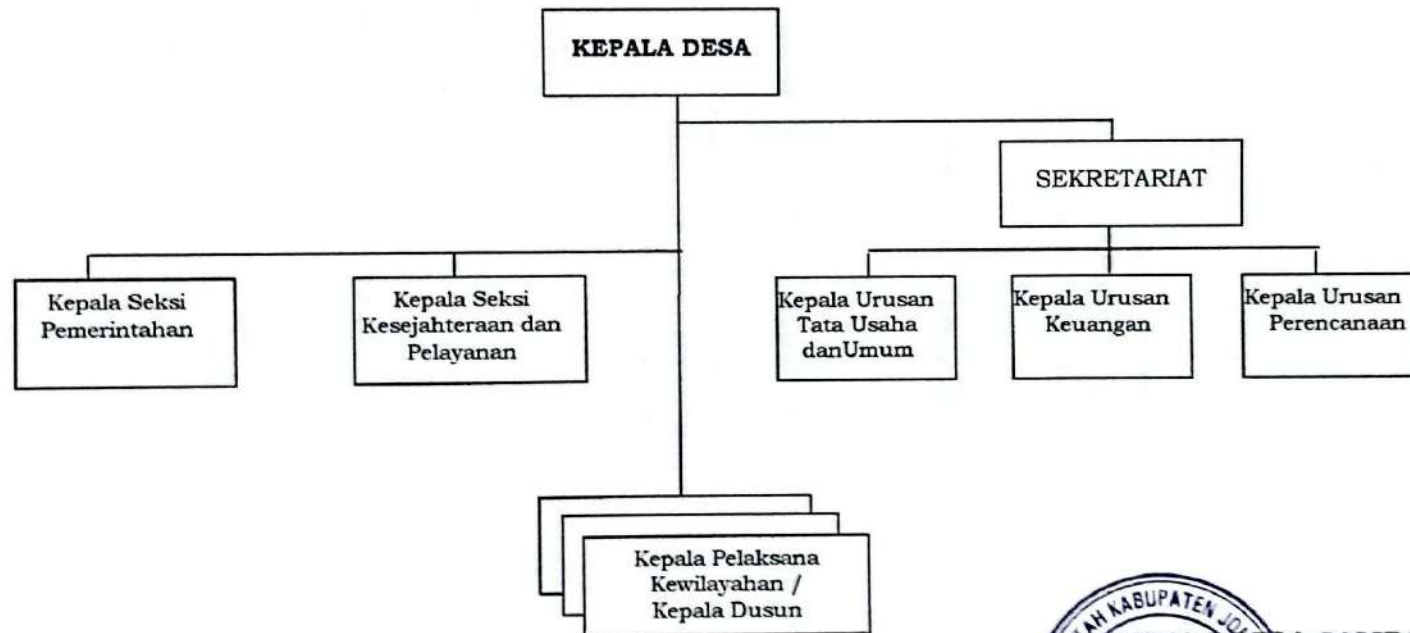 KEPALA DESA
SEKRETARIAT
Kepala Seksi
Pemerintahan
Kepala Seksi
Kesejahteraan dan
Pelayanan
Kepala Urusan
Tata Usaha
danUmum
Kepala Urusan
Keuangan
Kepala Urusan
Perencanaan
Kepala Pelaksana
Kewilayahan /
Kepala Dusun
KABUPATEN